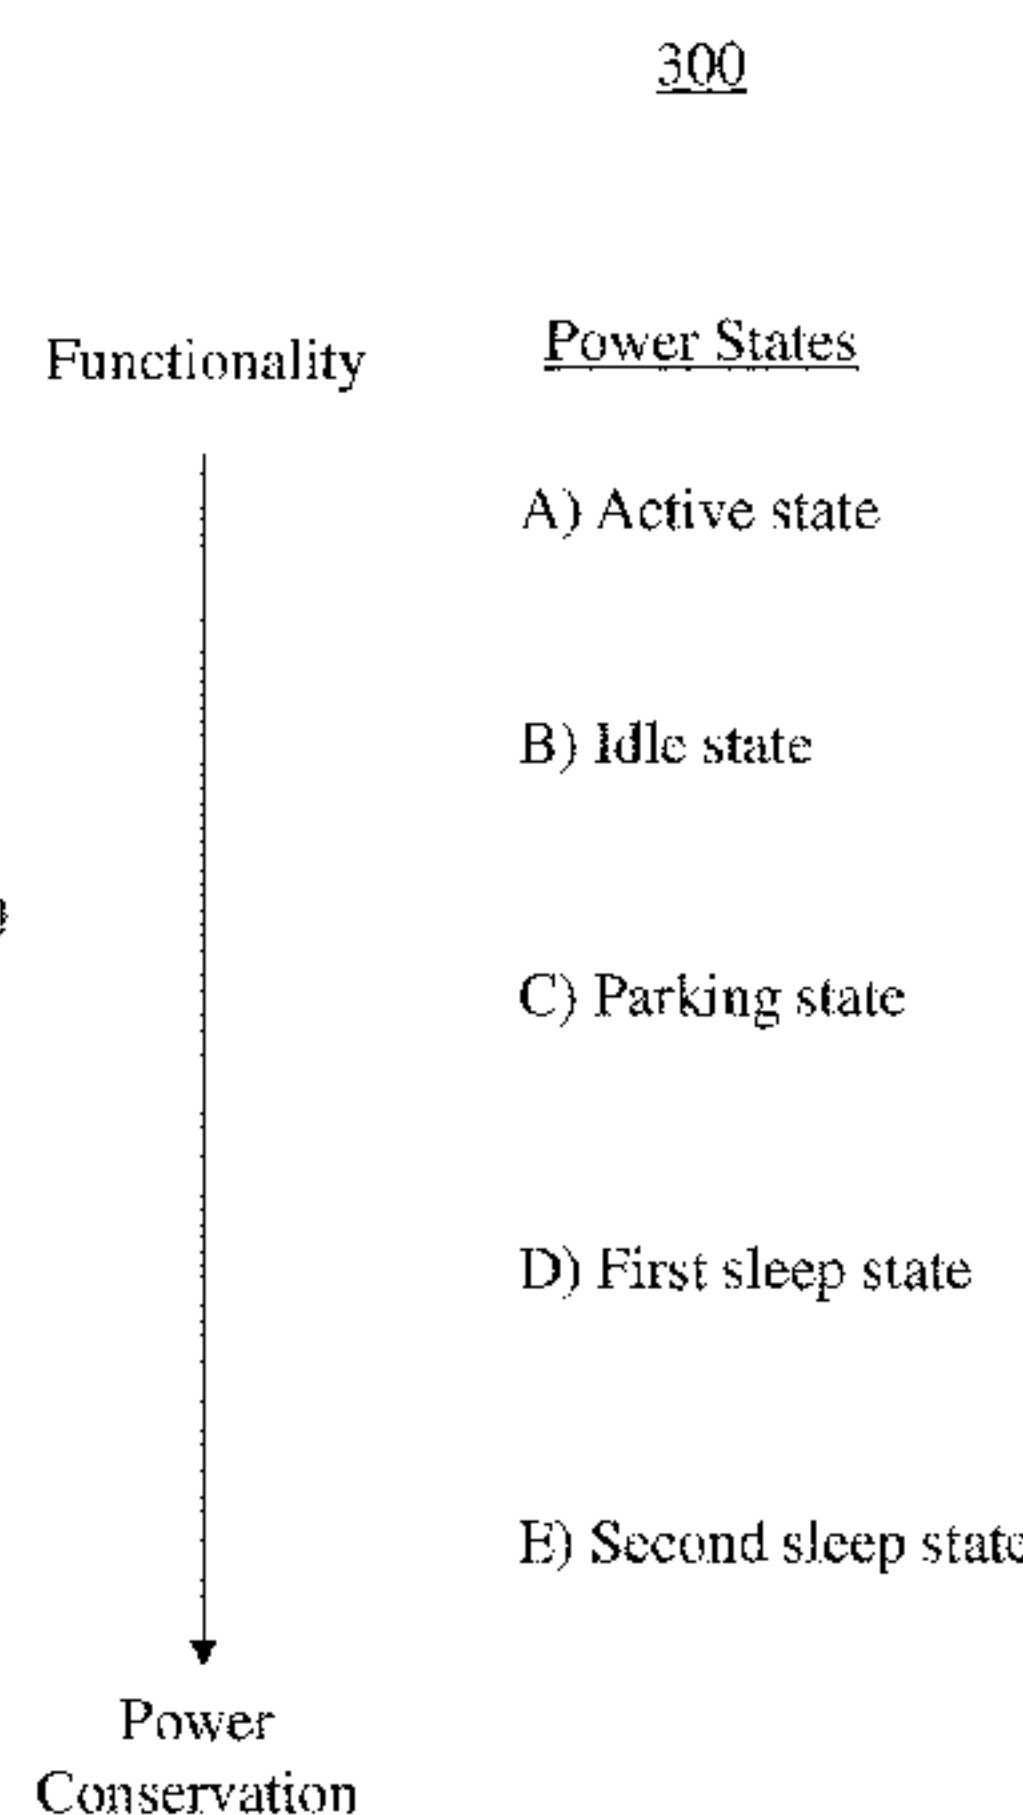 300
Functionality
Power States
A) Active state
B) Idle state
C) Parking state
D) First sleep state
E) Second sleep state
Power
Conservation